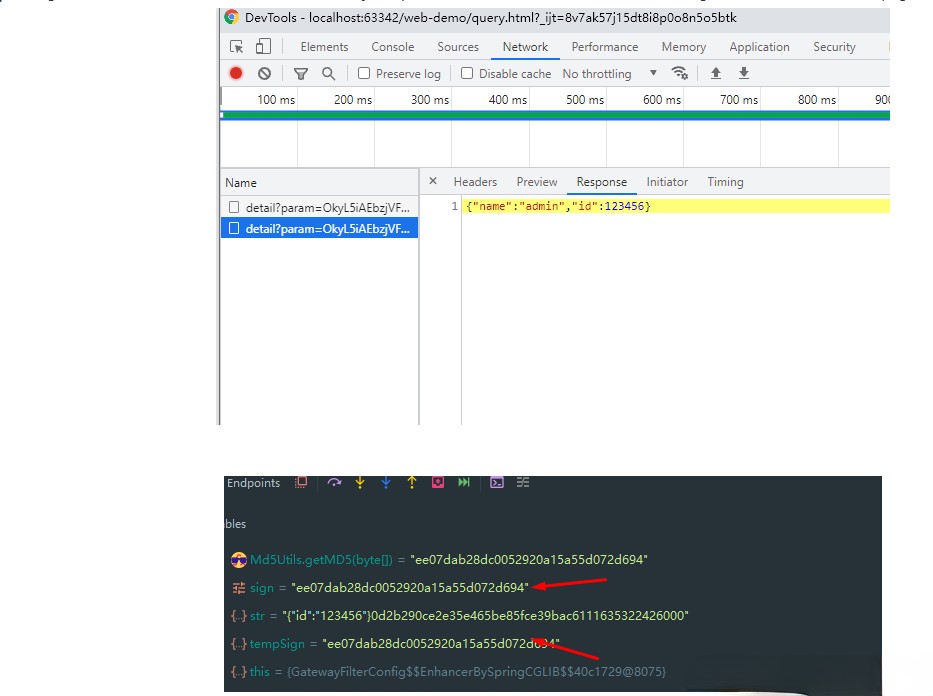 DevTools - localhost:63342/web-demo/query.html?_ijt=8v7ak57j15dt8i8p0o8n5o5btk
Elements Console Sources Network Performance Memory Application Security
Preserve log Disable cache No throttling
100 ms 200 ms 300 ms 400 ms 500 ms 600 ms 700 ms 800 ms 900
Name
Headers Preview Response Initiator Timing
detail?param=OkyL5iAEbzjVF...
1 {"name":"admin","id":123456}
detail?param=OkyL5iAEbzjVF...
Endpoints
bles
Md5Utils.getMD5(byte[]) = "ee07dab28dc0052920a15a55d072d694"
sign = "ee07dab28dc0052920a15a55d072d694"
str = "{"id":"123456"}0d2b290ce2e35e465be85fce39bac6111635322426000"
tempSign = "ee07dab28dc0052920a15a55d072d694"
this = {GatewayFilterConfig$$EnhancerBySpringCGLIB$$40c1729@8075}